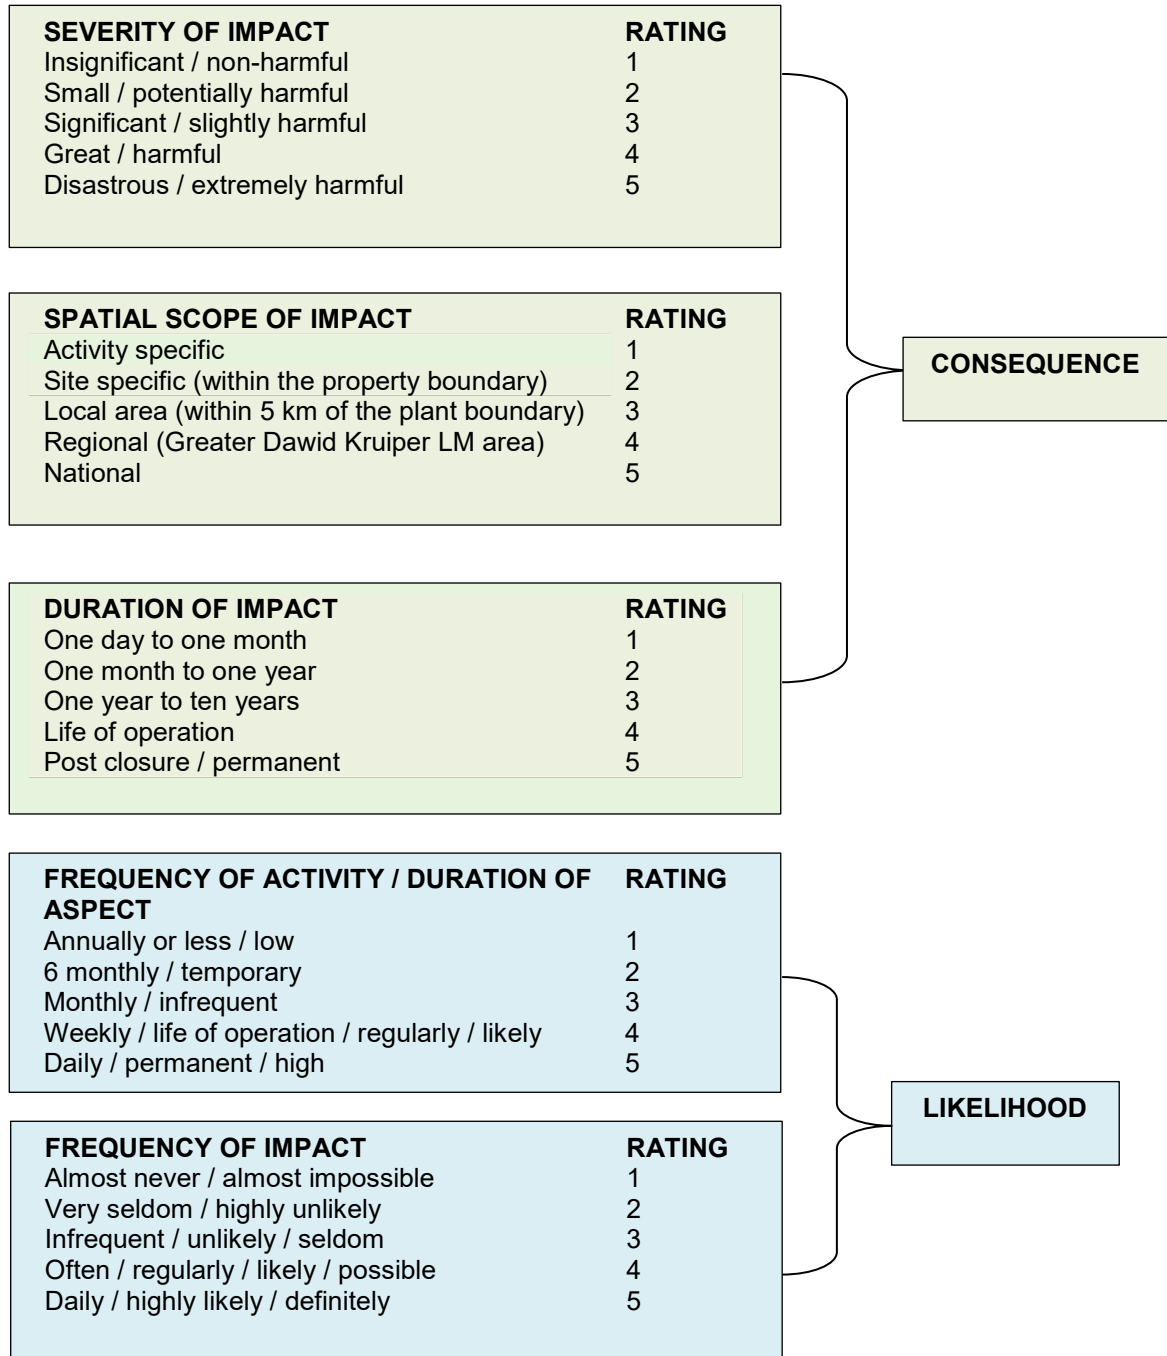 SEVERITY OF IMPACT RATING
Insignificant / non-harmful 1
Small / potentially harmful 2
Significant / slightly harmful 3
Great / harmful 4
Disastrous / extremely harmful 5
SPATIAL SCOPE OF IMPACT RATING
Activity specific 1
Site specific (within the property boundary) 2
Local area (within 5 km of the plant boundary) 3
Regional (Greater Dawid Kruiper LM area) 4
National 5
CONSEQUENCE
DURATION OF IMPACT RATING
One day to one month 1
One month to one year 2
One year to ten years 3
Life of operation 4
Post closure / permanent 5
FREQUENCY OF ACTIVITY / DURATION OF RATING
ASPECT
Annually or less / low 1
6 monthly / temporary 2
Monthly / infrequent 3
Weekly / life of operation / regularly / likely 4
Daily / permanent / high 5
LIKELIHOOD
FREQUENCY OF IMPACT RATING
Almost never / almost impossible 1
Very seldom / highly unlikely 2
Infrequent / unlikely / seldom 3
Often / regularly / likely / possible 4
Daily / highly likely / definitely 5